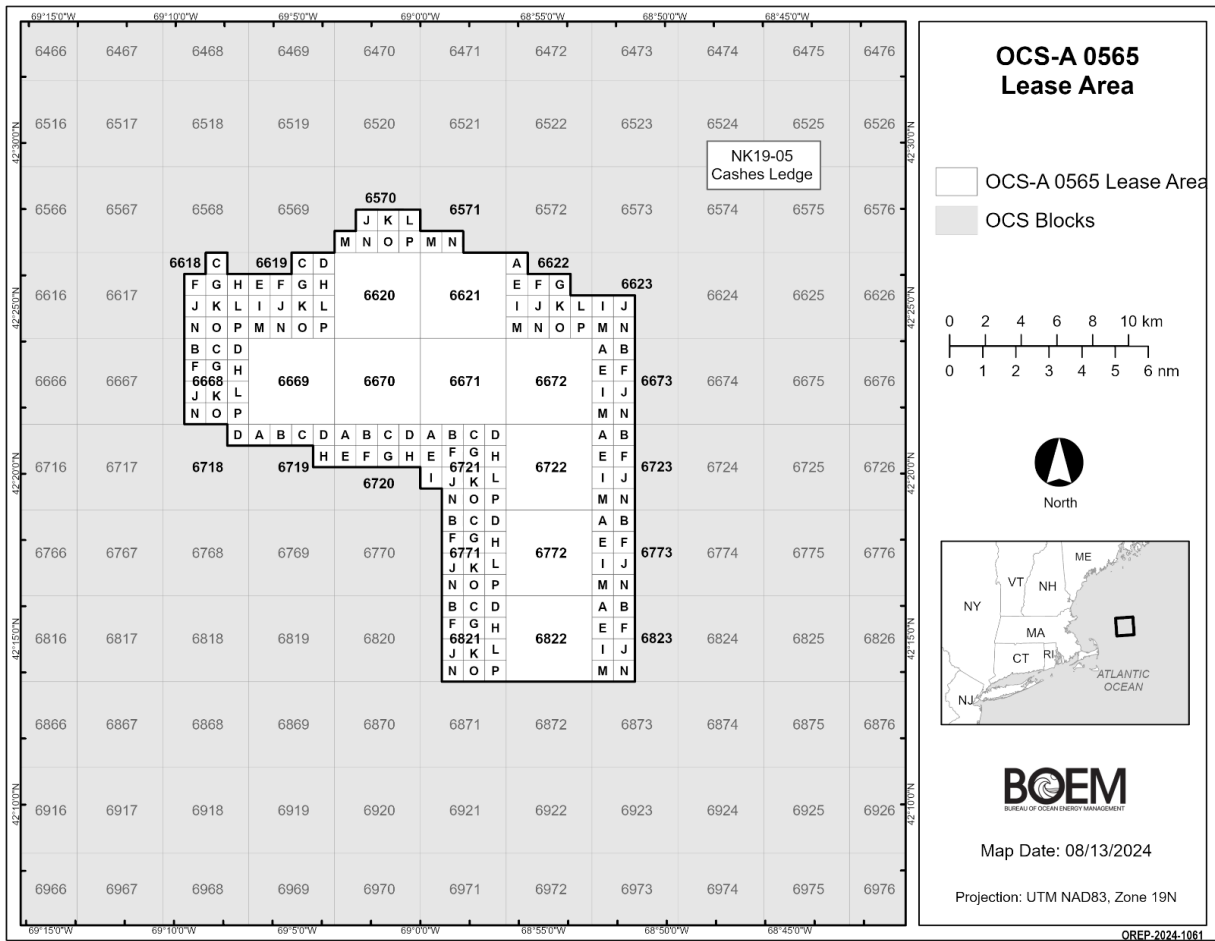 69°15'0"W 69°10'0"W 69°5'0"W 69°0'0"W 68°55'0"W 68°50'0"W 68°45'0"W
6466 6467 6468 6469 6470 6471 6472 6473 6474 6475 6476
6516 6517 6518 6519 6520 6521 6522 6523 6524 6525 6526
42°30'0"N 42°30'0"N
NK19-05
Cashes Ledge
6566 6567 6568 6569 6570 6571 6572 6573 6574 6575 6576
J K L
M N O P M N
6618 C 6619 C D A 6622
F G H E F G H E F G 6623
6616 6617 6620 6621 6624 6625 6626
42°25'0"N 42°25'0"N
J K L I J K L I J K L I J
N O P M N O P M N O P M N
B C D A B
F G H E F
6666 6667 6668 6669 6670 6671 6672 6673 6674 6675 6676
J K L I J
N O P M N
D A B C D A B C D A B C D A B
H E F G H E F G H E F
6716 6717 6718 6719 6720 6721 6722 6723 6724 6725 6726
42°20'0"N 42°20'0"N
I J K L I J
N O P M N
B C D A B
F G H E F
6766 6767 6768 6769 6770 6771 6772 6773 6774 6775 6776
J K L I J
N O P M N
B C D A B
F G H E F
6816 6817 6818 6819 6820 6821 6822 6823 6824 6825 6826
42°15'0"N 42°15'0"N
J K L I J
N O P M N
6866 6867 6868 6869 6870 6871 6872 6873 6874 6875 6876
6916 6917 6918 6919 6920 6921 6922 6923 6924 6925 6926
42°10'0"N 42°10'0"N
6966 6967 6968 6969 6970 6971 6972 6973 6974 6975 6976
69°15'0"W 69°10'0"W 69°5'0"W 69°0'0"W 68°55'0"W 68°50'0"W 68°45'0"W
OCS-A 0565
Lease Area
OCS-A 0565 Lease Area
OCS Blocks
0 2 4 6 8 10 km
0 1 2 3 4 5 6 nm
North
ME
VT NH
NY
MA
CT RI
NJ
ATLANTIC
OCEAN
BOEM
BUREAU OF OCEAN ENERGY MANAGEMENT
Map Date: 08/13/2024
Projection: UTM NAD83, Zone 19N
OREP-2024-1061